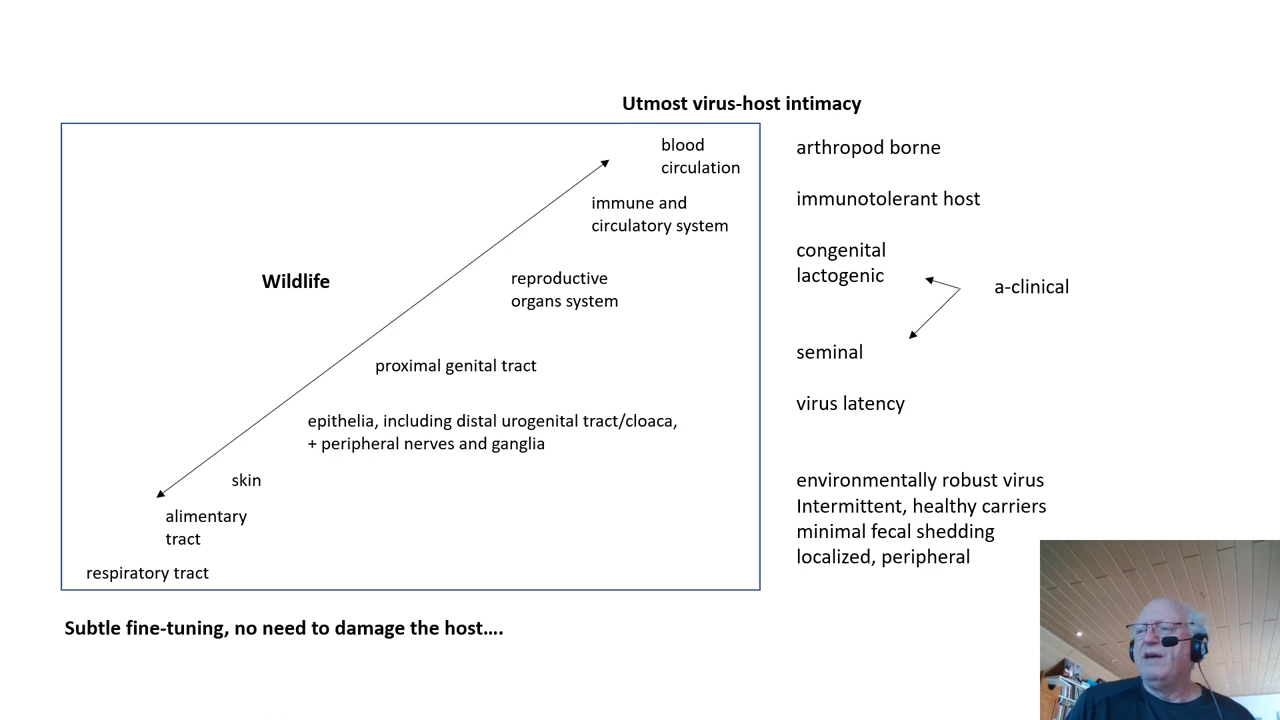 Utmost virus-host intimacy
blood
circulation
immune and
circulatory system
Wildlife
reproductive
organs system
proximal genital tract
epithelia, including distal urogenital tract/cloaca,
+ peripheral nerves and ganglia
skin
alimentary
tract
respiratory tract
arthropod borne
immunotolerant host
congenital
lactogenic
a-clinical
seminal
virus latency
environmentally robust virus
Intermittent, healthy carriers
minimal fecal shedding
localized, peripheral
Subtle fine-tuning, no need to damage the host….